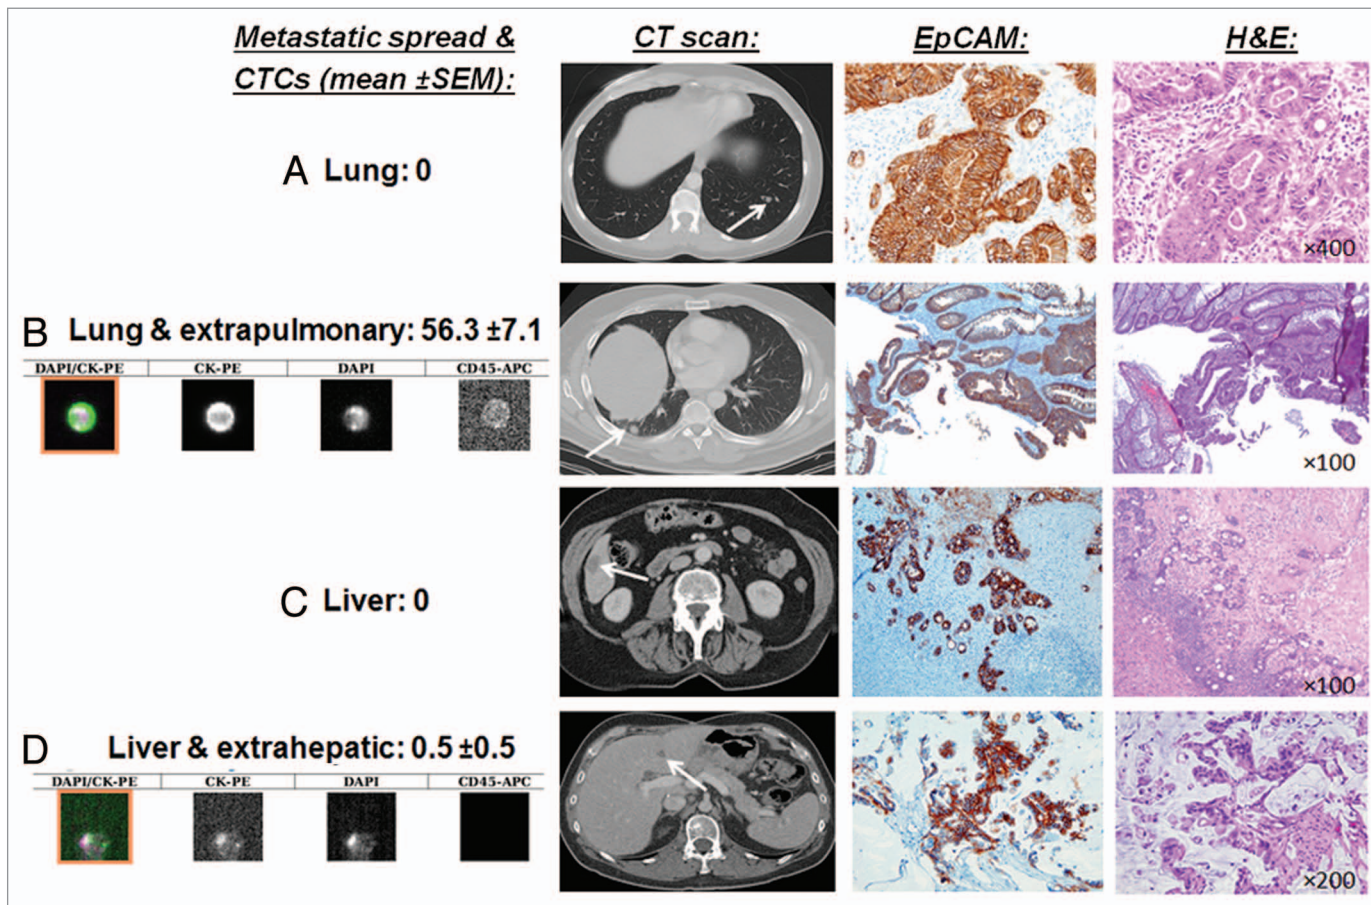 Metastatic spread &
CTCs (mean ±SEM):
CT scan:
EpCAM:
H&E:
A Lung: 0
×400
B Lung & extrapulmonary: 56.3 ±7.1
DAPI/CK-PE CK-PE DAPI CD45-APC
×100
C Liver: 0
×100
D Liver & extrahepatic: 0.5 ±0.5
DAPI/CK-PE CK-PE DAPI CD45-APC
×200